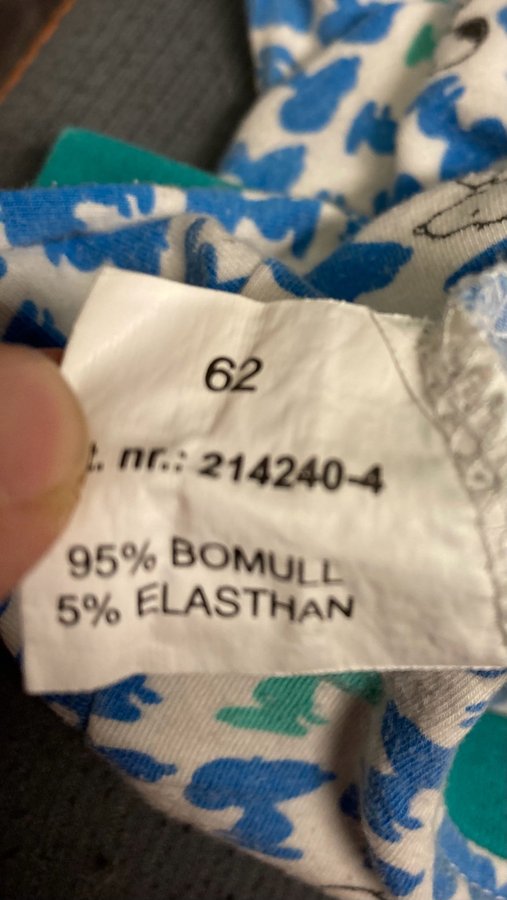 62
t. nr.: 214240-4
95% BOMULL
5% ELASTHAN